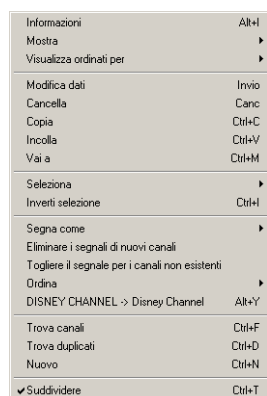 Informazioni Alt+I
Mostra
Visualizza ordinati per
Modifica dati Invio
Cancella Canc
Copia Ctrl+C
Incolla Ctrl+V
Vai a Ctrl+M
Seleziona
Inverti selezione Ctrl+I
Segna come
Eliminare i segnali di nuovi canali
Togliere il segnale per i canali non esistenti
Ordina
DISNEY CHANNEL -> Disney Channel Alt+Y
Trova canali Ctrl+F
Trova duplicati Ctrl+D
Nuovo Ctrl+N
Suddividere Ctrl+T